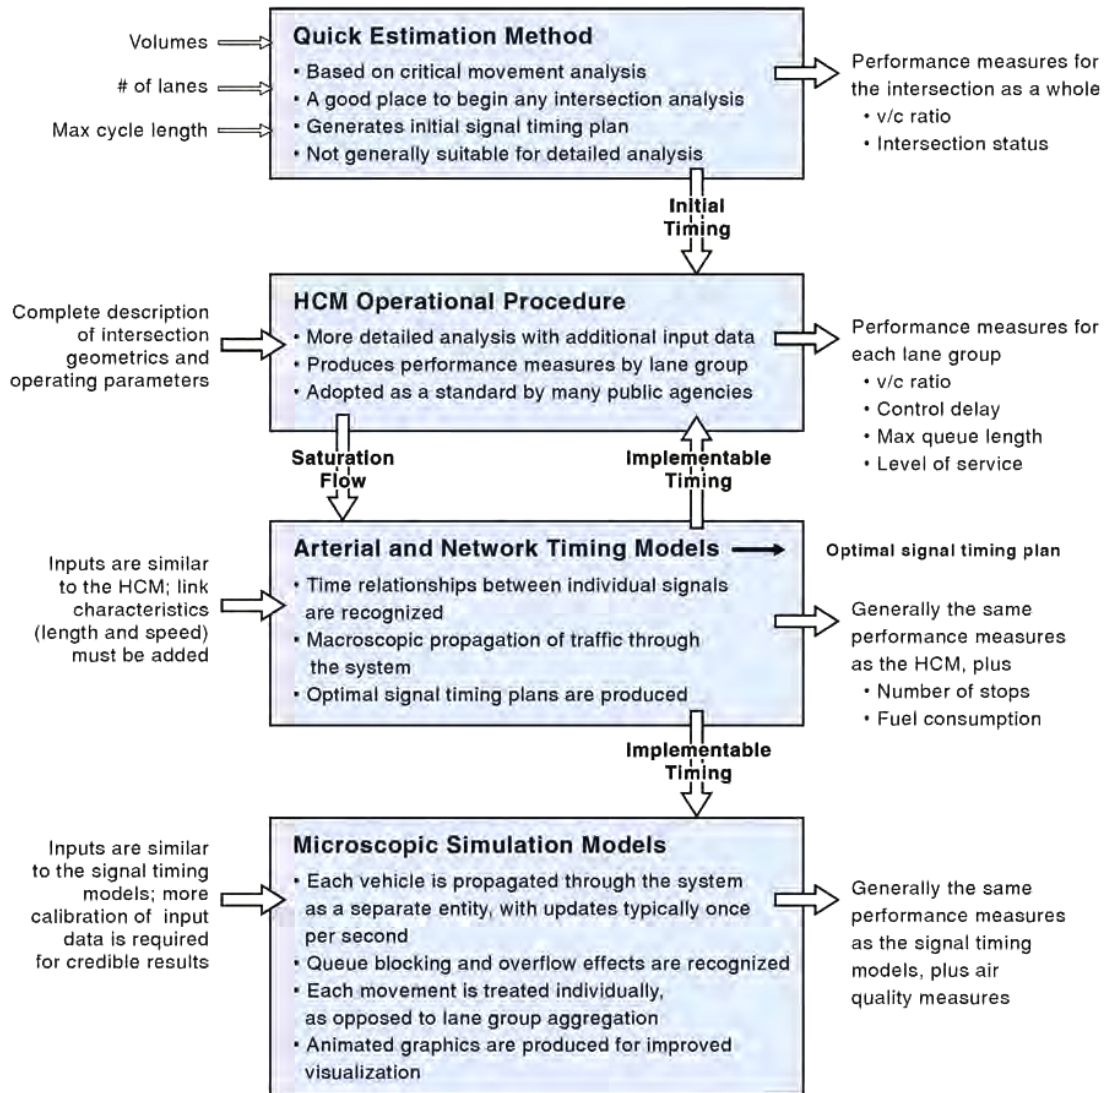 Volumes
# of lanes
Max cycle length
Quick Estimation Method
• Based on critical movement analysis
• A good place to begin any intersection analysis
• Generates initial signal timing plan
• Not generally suitable for detailed analysis
Performance measures for
the intersection as a whole
• v/c ratio
• Intersection status
Initial
Timing
Complete description
of intersection
geometrics and
operating parameters
HCM Operational Procedure
• More detailed analysis with additional input data
• Produces performance measures by lane group
• Adopted as a standard by many public agencies
Performance measures for
each lane group
• v/c ratio
• Control delay
• Max queue length
• Level of service
Saturation
Flow
Implementable
Timing
Inputs are similar
to the HCM; link
characteristics
(length and speed)
must be added
Arterial and Network Timing Models
• Time relationships between individual signals
are recognized
• Macroscopic propagation of traffic through
the system
• Optimal signal timing plans are produced
Optimal signal timing plan
Generally the same
performance measures
as the HCM, plus
• Number of stops
• Fuel consumption
Implementable
Timing
Inputs are similar
to the signal timing
models; more
calibration of input
data is required
for credible results
Microscopic Simulation Models
• Each vehicle is propagated through the system
as a separate entity, with updates typically once
per second
• Queue blocking and overflow effects are recognized
• Each movement is treated individually,
as opposed to lane group aggregation
• Animated graphics are produced for improved
visualization
Generally the same
performance measures
as the signal timing
models, plus air
quality measures